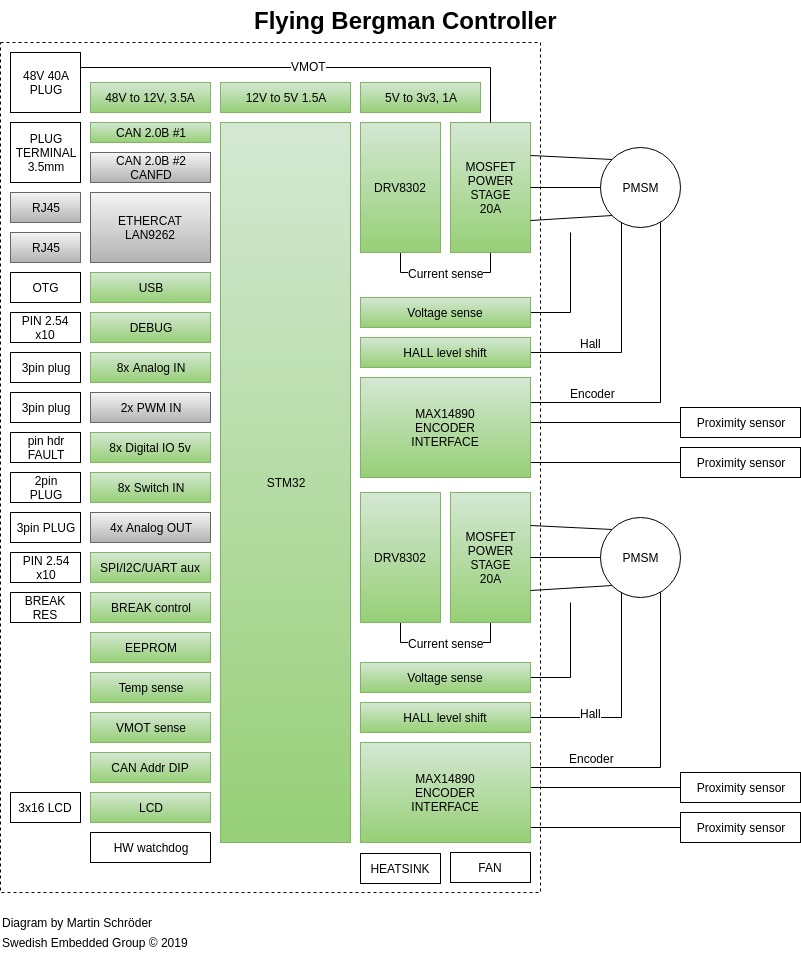 Flying Bergman Controller
VMOT
48V 40A
PLUG
48V to 12V, 3.5A
12V to 5V 1.5A
5V to 3v3, 1A
PLUG
TERMINAL
3.5mm
CAN 2.0B #1
CAN 2.0B #2
CANFD
RJ45
RJ45
ETHERCAT
LAN9262
OTG
USB
PIN 2.54
x10
DEBUG
3pin plug
8x Analog IN
3pin plug
2x PWM IN
pin hdr
FAULT
8x Digital IO 5v
2pin
PLUG
8x Switch IN
3pin PLUG
4x Analog OUT
PIN 2.54
x10
SPI/I2C/UART aux
BREAK
RES
BREAK control
EEPROM
Temp sense
VMOT sense
CAN Addr DIP
3x16 LCD
LCD
HW watchdog
STM32
DRV8302
MOSFET
POWER
STAGE
20A
PMSM
Current sense
Voltage sense
HALL level shift
Hall
Encoder
MAX14890
ENCODER
INTERFACE
Proximity sensor
Proximity sensor
DRV8302
MOSFET
POWER
STAGE
20A
PMSM
Current sense
Voltage sense
HALL level shift
Hall
Encoder
MAX14890
ENCODER
INTERFACE
Proximity sensor
Proximity sensor
HEATSINK
FAN
Diagram by Martin Schröder
Swedish Embedded Group © 2019